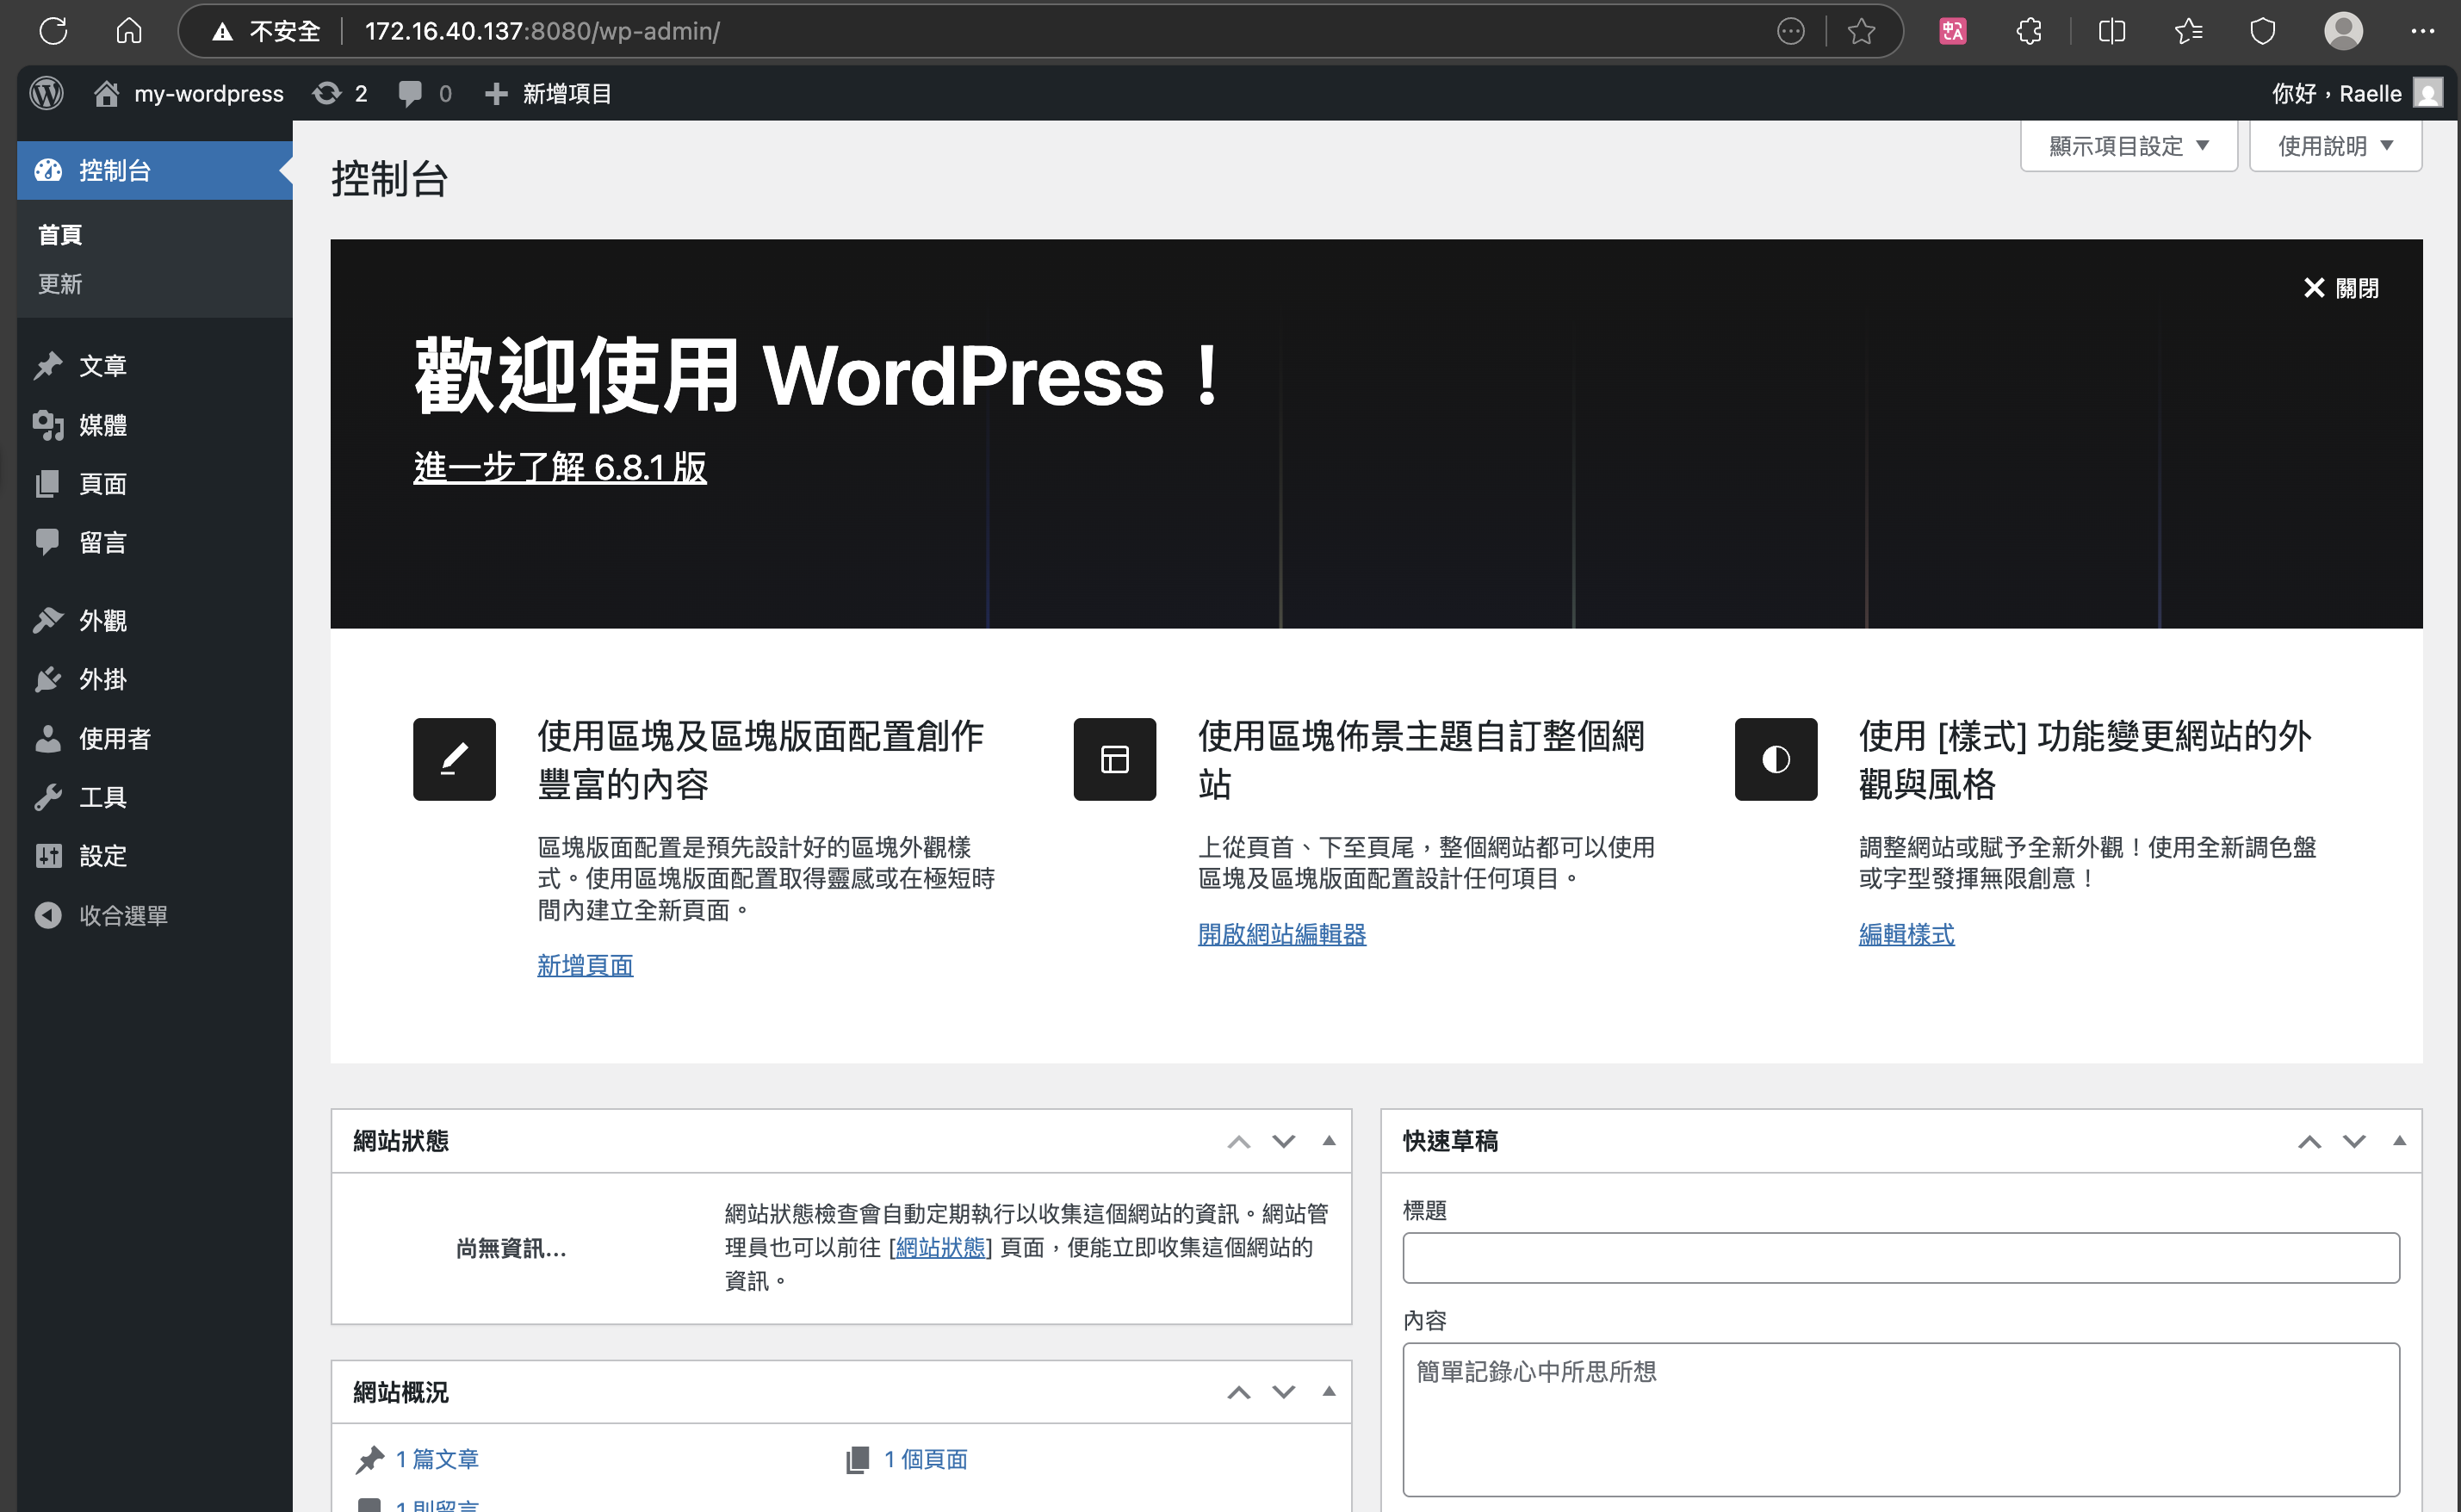 不安全
172.16.40.137:8080/wp-admin/
my-wordpress
2
0
新增項目
你好，Raelle
控制台
首頁
更新
文章
媒體
頁面
留言
外觀
外掛
使用者
工具
設定
收合選單
控制台
顯示項目設定
使用說明
關閉
歡迎使用 WordPress！
進一步了解 6.8.1 版
使用區塊及區塊版面配置創作
豐富的內容
區塊版面配置是預先設計好的區塊外觀樣
式。使用區塊版面配置取得靈感或在極短時
間內建立全新頁面。
新增頁面
使用區塊佈景主題自訂整個網
站
上從頁首、下至頁尾，整個網站都可以使用
區塊及區塊版面配置設計任何項目。
開啟網站編輯器
使用 [樣式] 功能變更網站的外
觀與風格
調整網站或賦予全新外觀！使用全新調色盤
或字型發揮無限創意！
編輯樣式
網站狀態
尚無資訊...
網站狀態檢查會自動定期執行以收集這個網站的資訊。網站管
理員也可以前往 [網站狀態] 頁面，便能立即收集這個網站的
資訊。
網站概況
1 篇文章
1 個頁面
1 則留言
快速草稿
標題
內容
簡單記錄心中所思所想